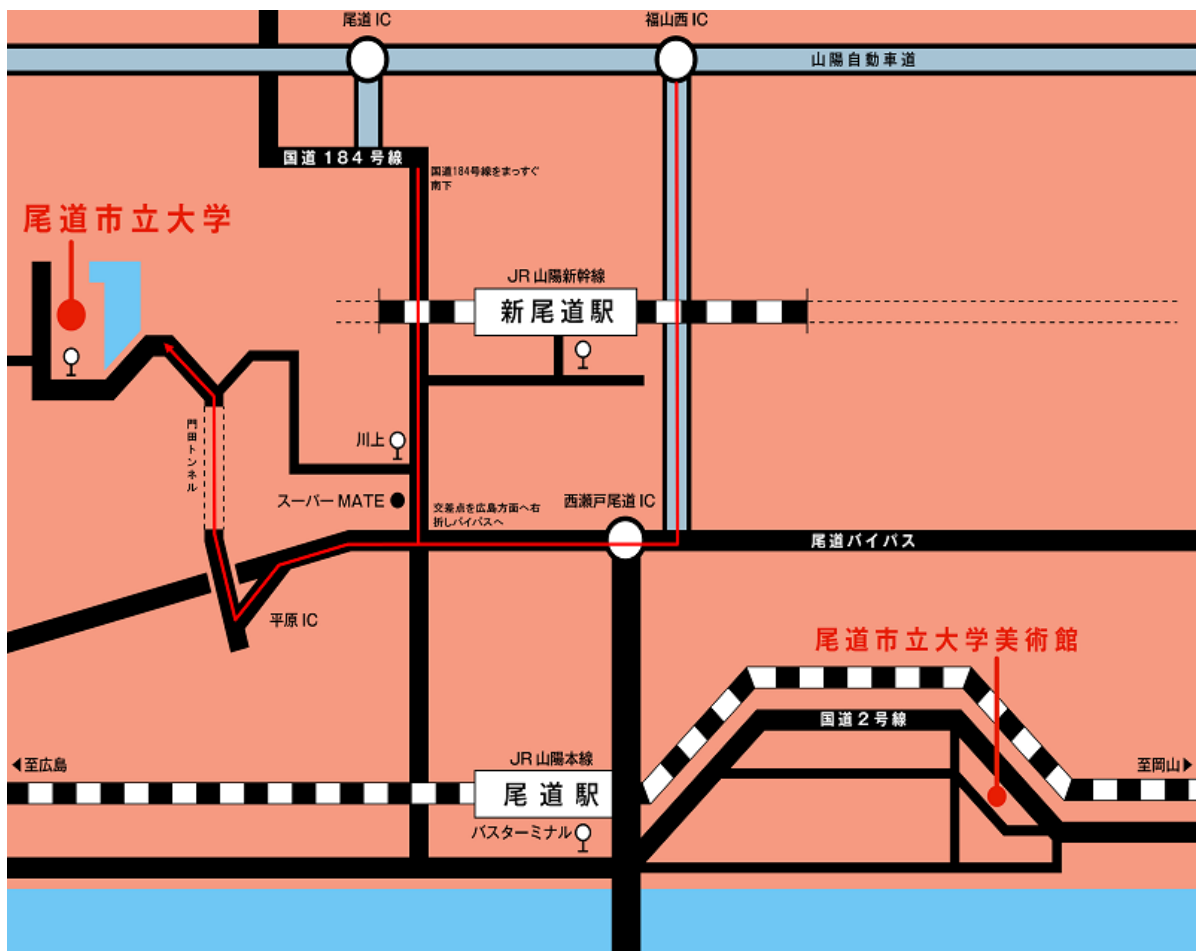 尾道IC
福山西IC
山陽自動車道
国道184号線
国道184号線をまっすぐ
南下
尾道市立大学
JR山陽新幹線
新尾道駅
門田トンネル
川上
スーパーMATE
交差点を広島方面へ右
折しバイパスへ
西瀬戸尾道IC
尾道バイパス
平原IC
尾道市立大学美術館
国道2号線
至広島
JR山陽本線
尾道駅
至岡山
バスターミナル